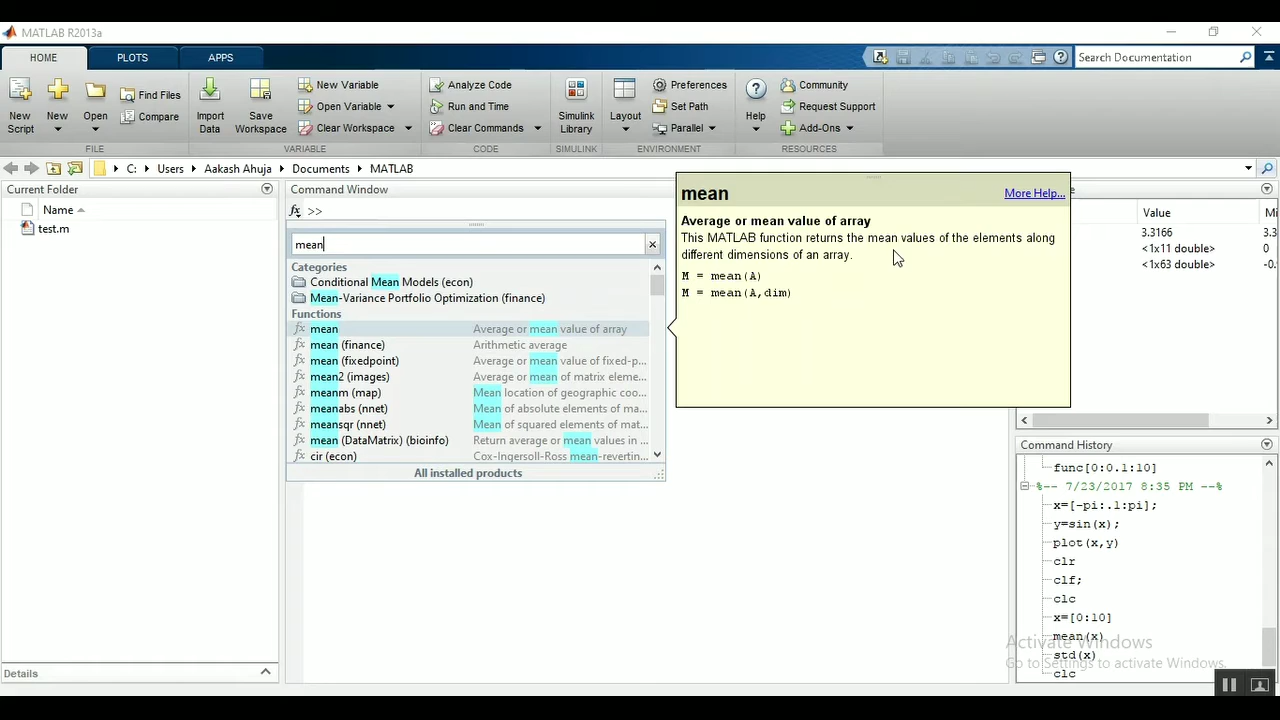 MATLAB R2013a
HOME
PLOTS
APPS
Search Documentation
New Script
New
Open
Find Files
Compare
Import Data
Save Workspace
New Variable
Open Variable
Clear Workspace
Analyze Code
Run and Time
Clear Commands
Simulink Library
Layout
Preferences
Set Path
Parallel
Help
Community
Request Support
Add-Ons
FILE
VARIABLE
CODE
SIMULINK
ENVIRONMENT
RESOURCES
C:
Users
Aakash Ahuja
Documents
MATLAB
Current Folder
Name
test.m
Details
Command Window
fx >>
mean
Categories
Conditional Mean Models (econ)
Mean-Variance Portfolio Optimization (finance)
Functions
fx mean Average or mean value of array
fx mean (finance) Arithmetic average
fx mean (fixedpoint) Average or mean value of fixed-p...
fx mean2 (images) Average or mean of matrix eleme...
fx meanm (map) Mean location of geographic coo...
fx meanabs (nnet) Mean of absolute elements of ma...
fx meansqr (nnet) Mean of squared elements of mat...
fx mean (DataMatrix) (bioinfo) Return average or mean values in ...
fx cir (econ) Cox-Ingersoll-Ross mean-revertin...
All installed products
mean
More Help...
Average or mean value of array
This MATLAB function returns the mean values of the elements along
different dimensions of an array.
M = mean(A)
M = mean(A,dim)
Value
3.3166
<1x11 double> 0
<1x63 double>
Command History
func[0:0.1:10]
%-- 7/23/2017 8:35 PM --%
x=[-pi:.1:pi];
y=sin(x);
plot(x,y)
clr
clf;
clc
x=[0:10]
mean(x)
std(x)
clc
Activate Windows
Go to Settings to activate Windows.